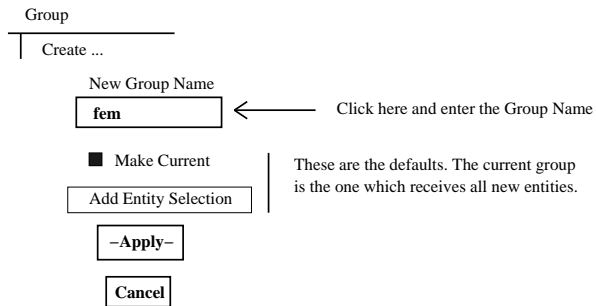 Group
Create ...
New Group Name
fem
Click here and enter the Group Name
Make Current
These are the defaults. The current group
is the one which receives all new entities.
Add Entity Selection
–Apply–
Cancel